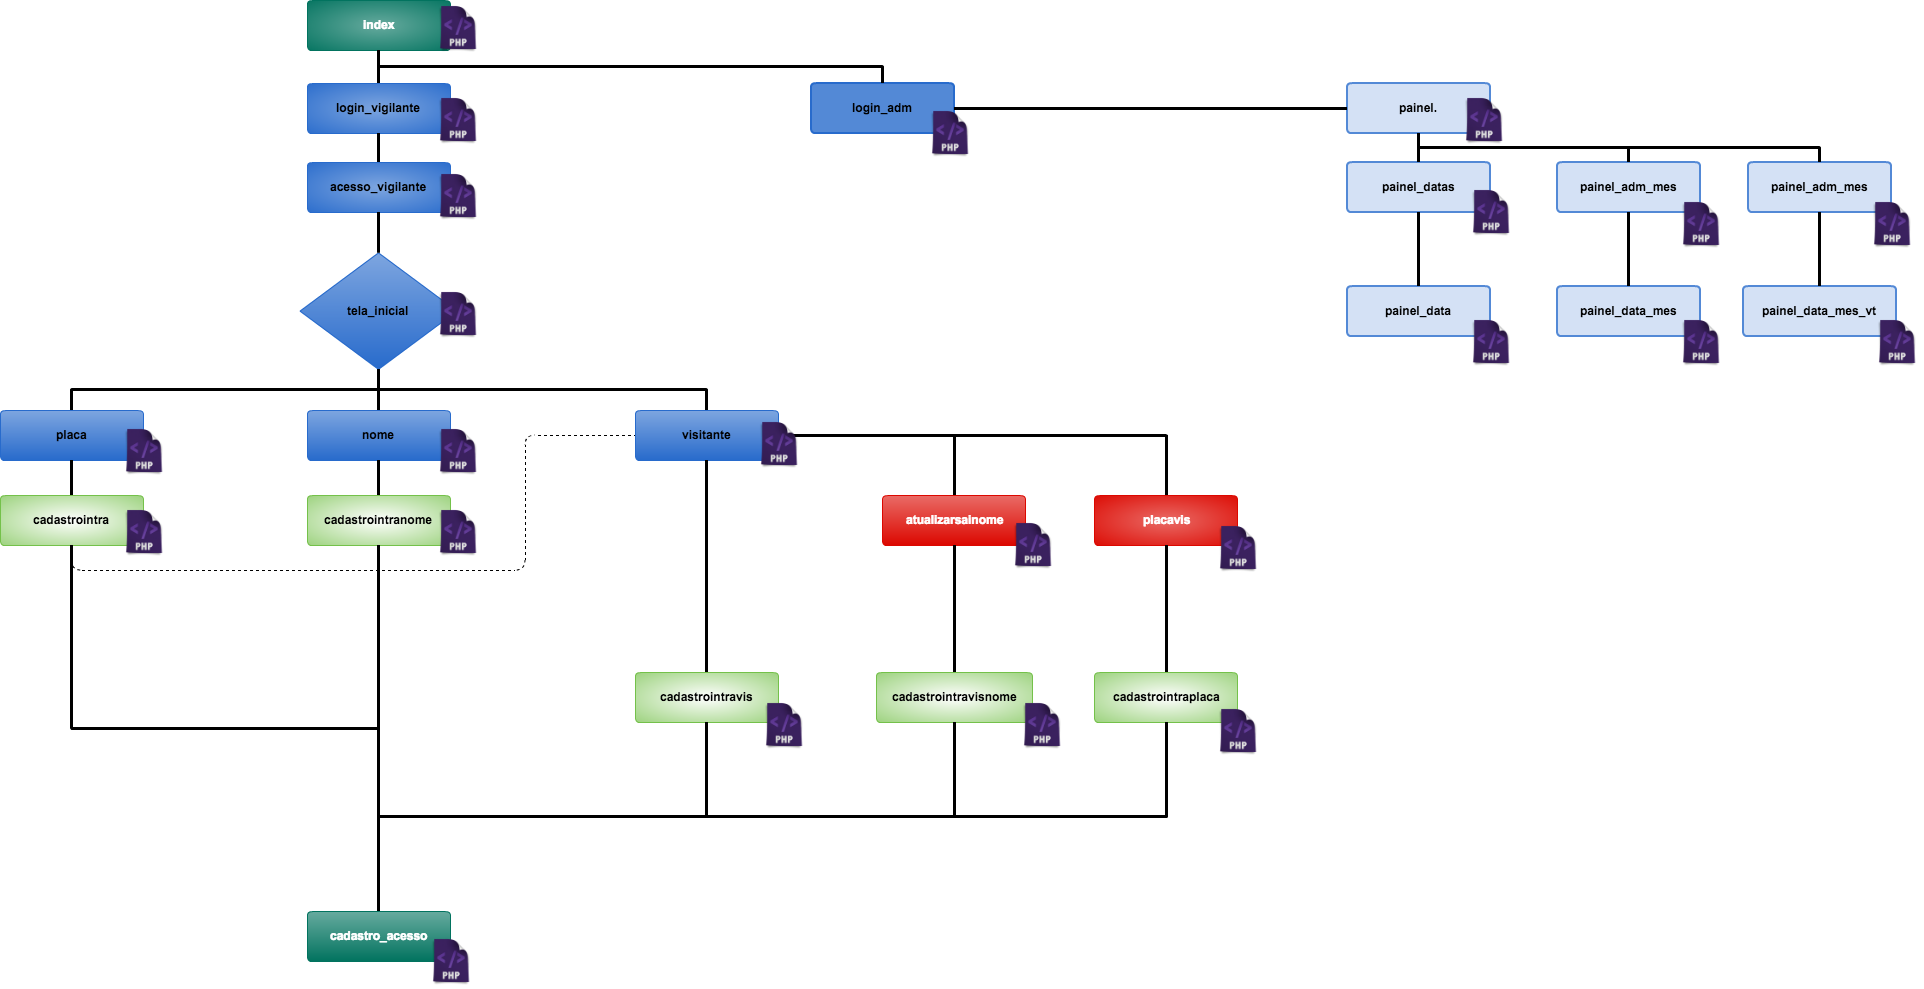 Index
</> PHP
login_vigilante
</> PHP
login_adm
</> PHP
painel.
</> PHP
acesso_vigilante
</> PHP
painel_datas
</> PHP
painel_adm_mes
</> PHP
painel_adm_mes
</> PHP
tela_inicial
</> PHP
painel_data
</> PHP
painel_data_mes
</> PHP
painel_data_mes_vt
</> PHP
placa
</> PHP
nome
</> PHP
visitante
</> PHP
cadastrointra
</> PHP
cadastrointranome
</> PHP
atualizarsainome
</> PHP
placavis
</> PHP
cadastrointravis
</> PHP
cadastrointravisnome
</> PHP
cadastrointraplaca
</> PHP
cadastro_acesso
</> PHP